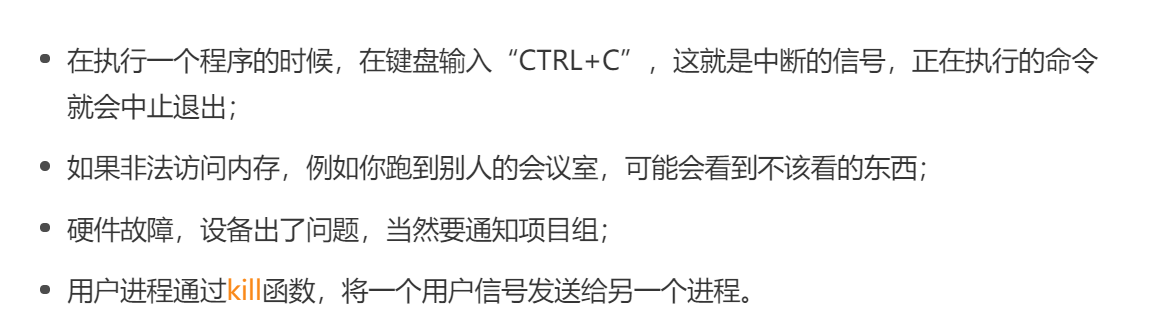 在执行一个程序的时候，在键盘输入“CTRL+C”，这就是中断的信号，正在执行的命令
就会中止退出；
如果非法访问内存，例如你跑到别人的会议室，可能会看到不该看的东西；
硬件故障，设备出了问题，当然要通知项目组；
用户进程通过kill函数，将一个用户信号发送给另一个进程。